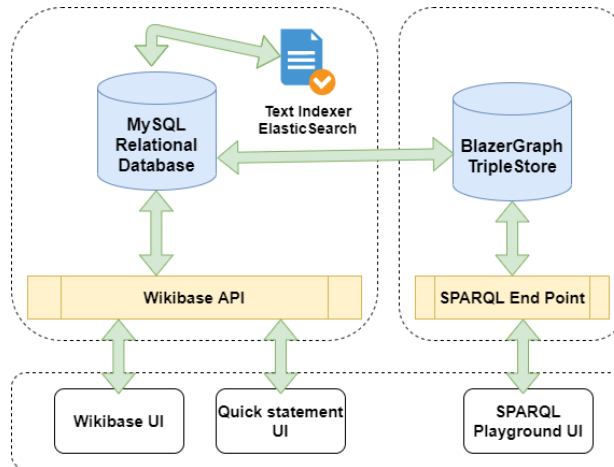 MySQL
Relational
Database
Text Indexer
ElasticSearch
BlazerGraph
TripleStore
Wikibase API
SPARQL End Point
Wikibase UI
Quick statement
UI
SPARQL
Playground UI